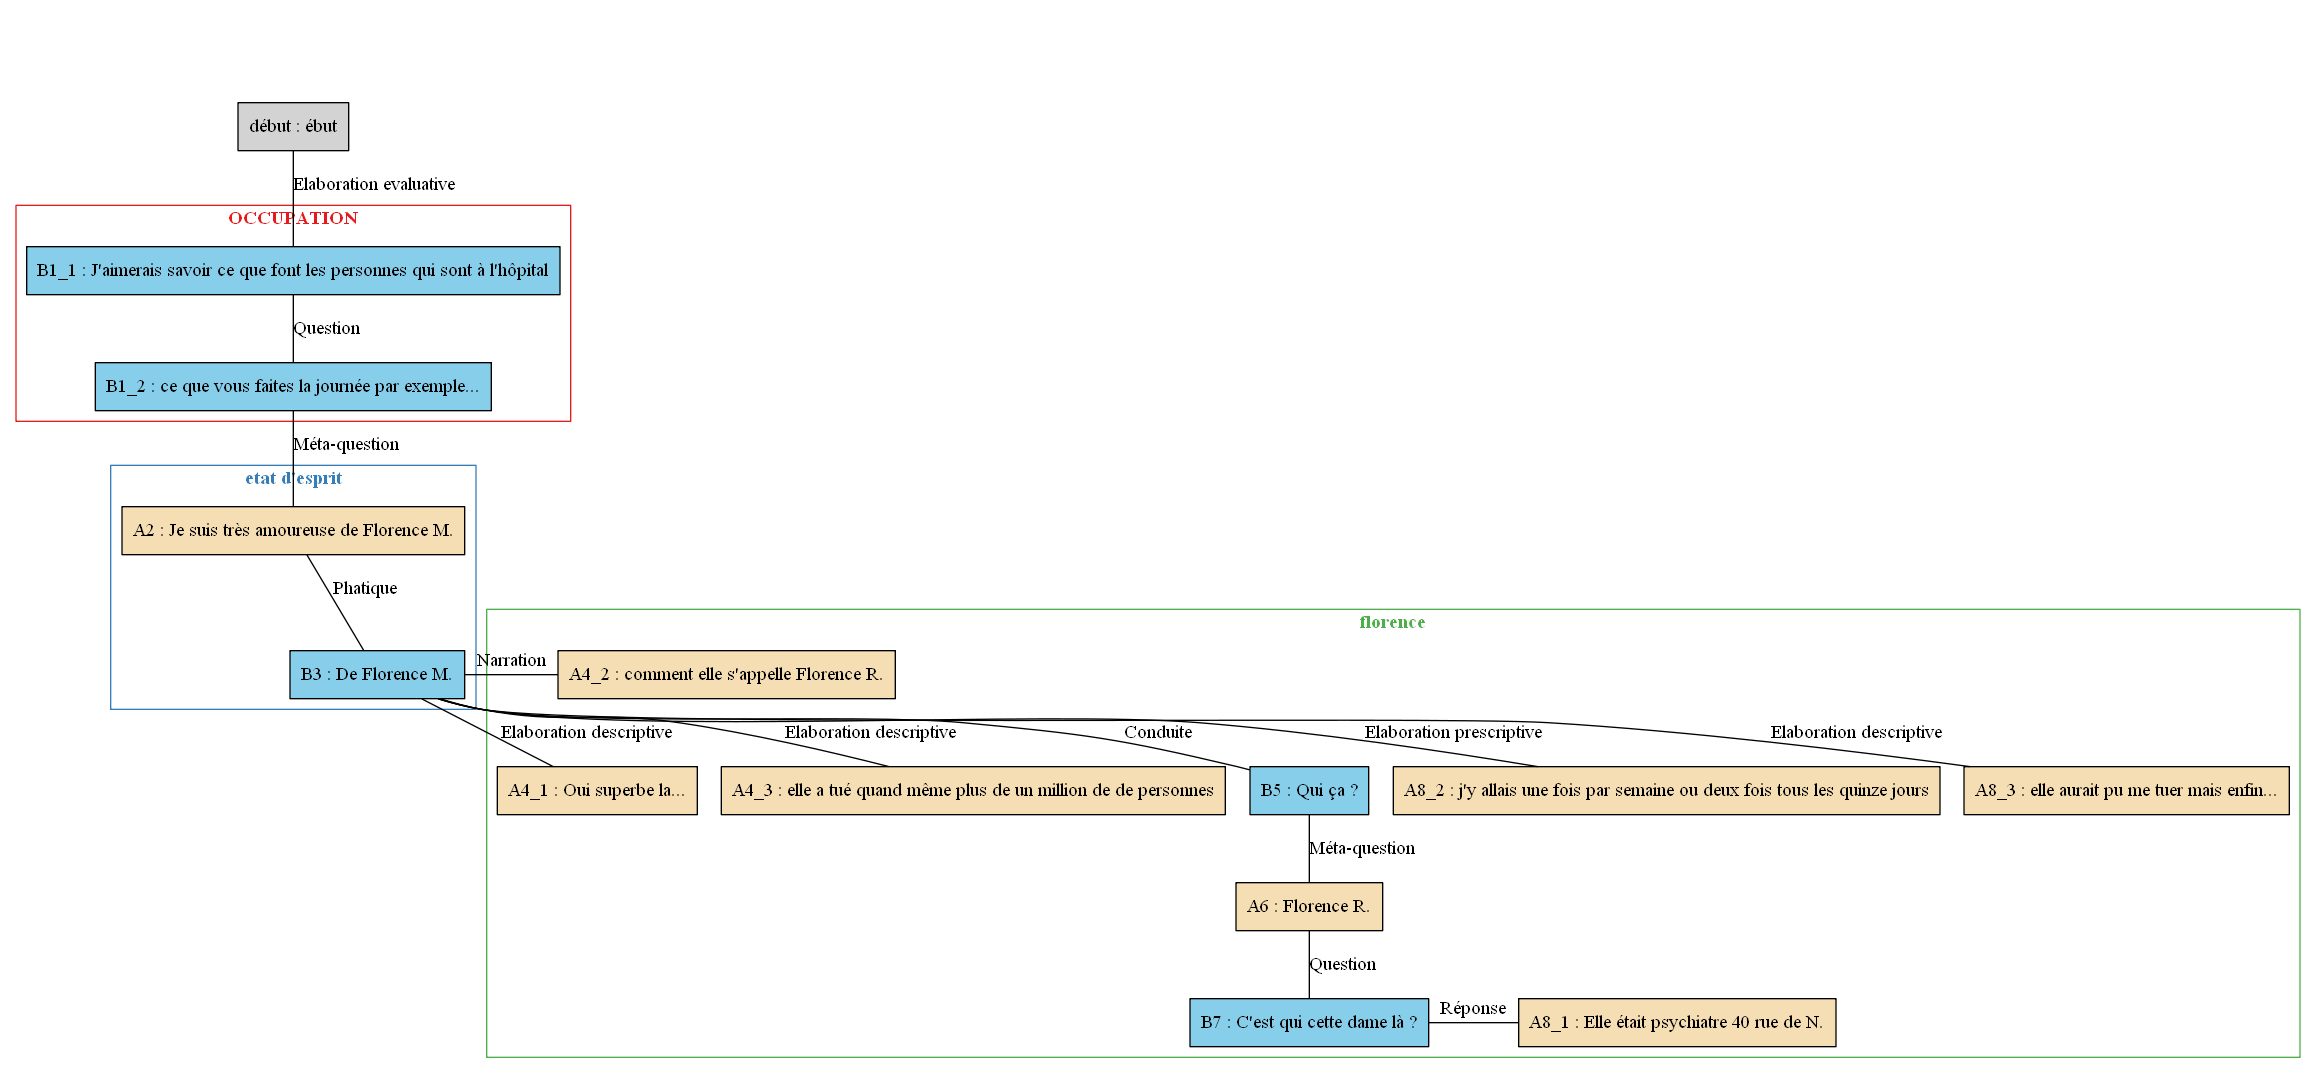 début : ébut
Elaboration evaluative
OCCUPATION
B1_1 : J'aimerais savoir ce que font les personnes qui sont à l'hôpital
Question
B1_2 : ce que vous faites la journée par exemple...
Méta-question
etat d'esprit
A2 : Je suis très amoureuse de Florence M.
Phatique
florence
B3 : De Florence M.
Narration
A4_2 : comment elle s'appelle Florence R.
Elaboration descriptive
Elaboration descriptive
Conduite
Elaboration prescriptive
Elaboration descriptive
A4_1 : Oui superbe la...
A4_3 : elle a tué quand même plus de un million de de personnes
B5 : Qui ça ?
A8_2 : j'y allais une fois par semaine ou deux fois tous les quinze jours
A8_3 : elle aurait pu me tuer mais enfin...
Méta-question
A6 : Florence R.
Question
B7 : C'est qui cette dame là ?
Réponse
A8_1 : Elle était psychiatre 40 rue de N.